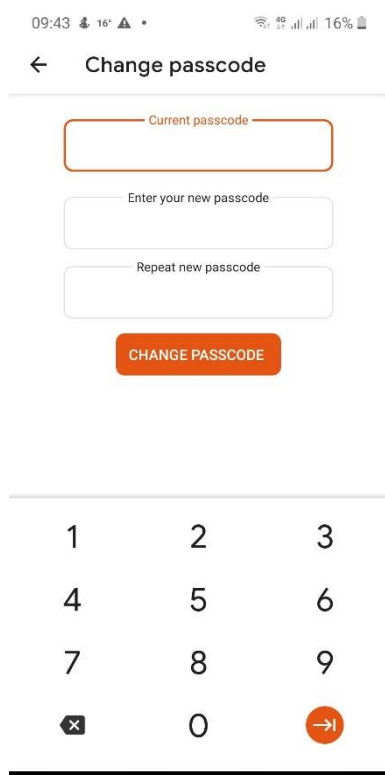 09:43 16° 4G 16%
Change passcode
Current passcode
Enter your new passcode
Repeat new passcode
CHANGE PASSCODE
1 2 3
4 5 6
7 8 9
0